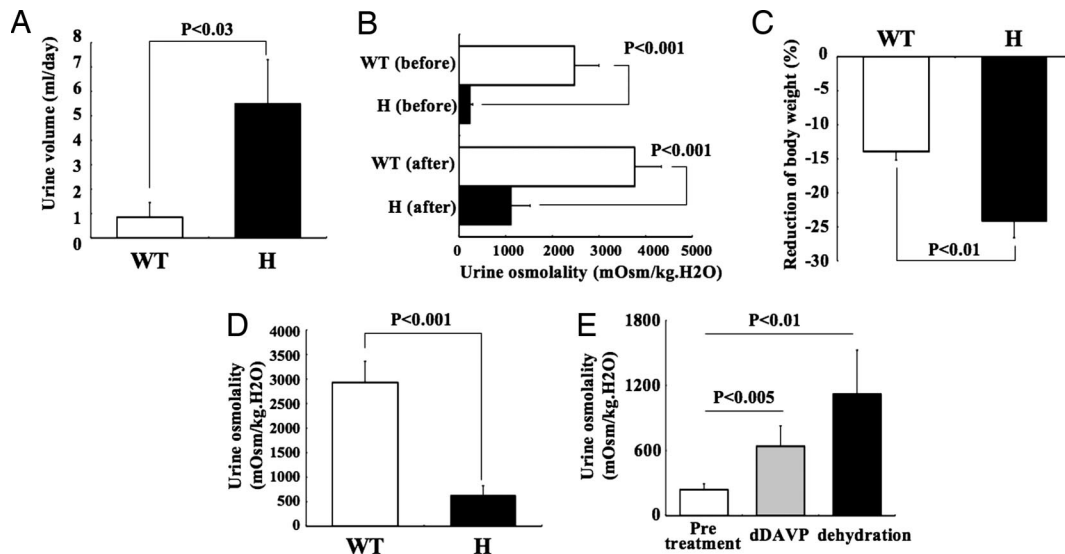 A
Urine volume (ml/day)
8
7
6
5
4
3
2
1
0
P<0.03
WT
H
B
WT (before)
H (before)
WT (after)
H (after)
P<0.001
P<0.001
0
1000
2000
3000
4000
5000
Urine osmolality (mOsm/kg.H2O)
C
Reduction of body weight (%)
WT
H
0
-5
-10
-15
-20
-25
-30
P<0.01
D
Urine osmolality
(mOsm/kg.H2O)
4000
3500
3000
2500
2000
1500
1000
500
0
P<0.001
WT
H
E
Urine osmolality
(mOsm/kg.H2O)
1800
1200
600
0
P<0.01
P<0.005
Pre
treatment
dDAVP
dehydration